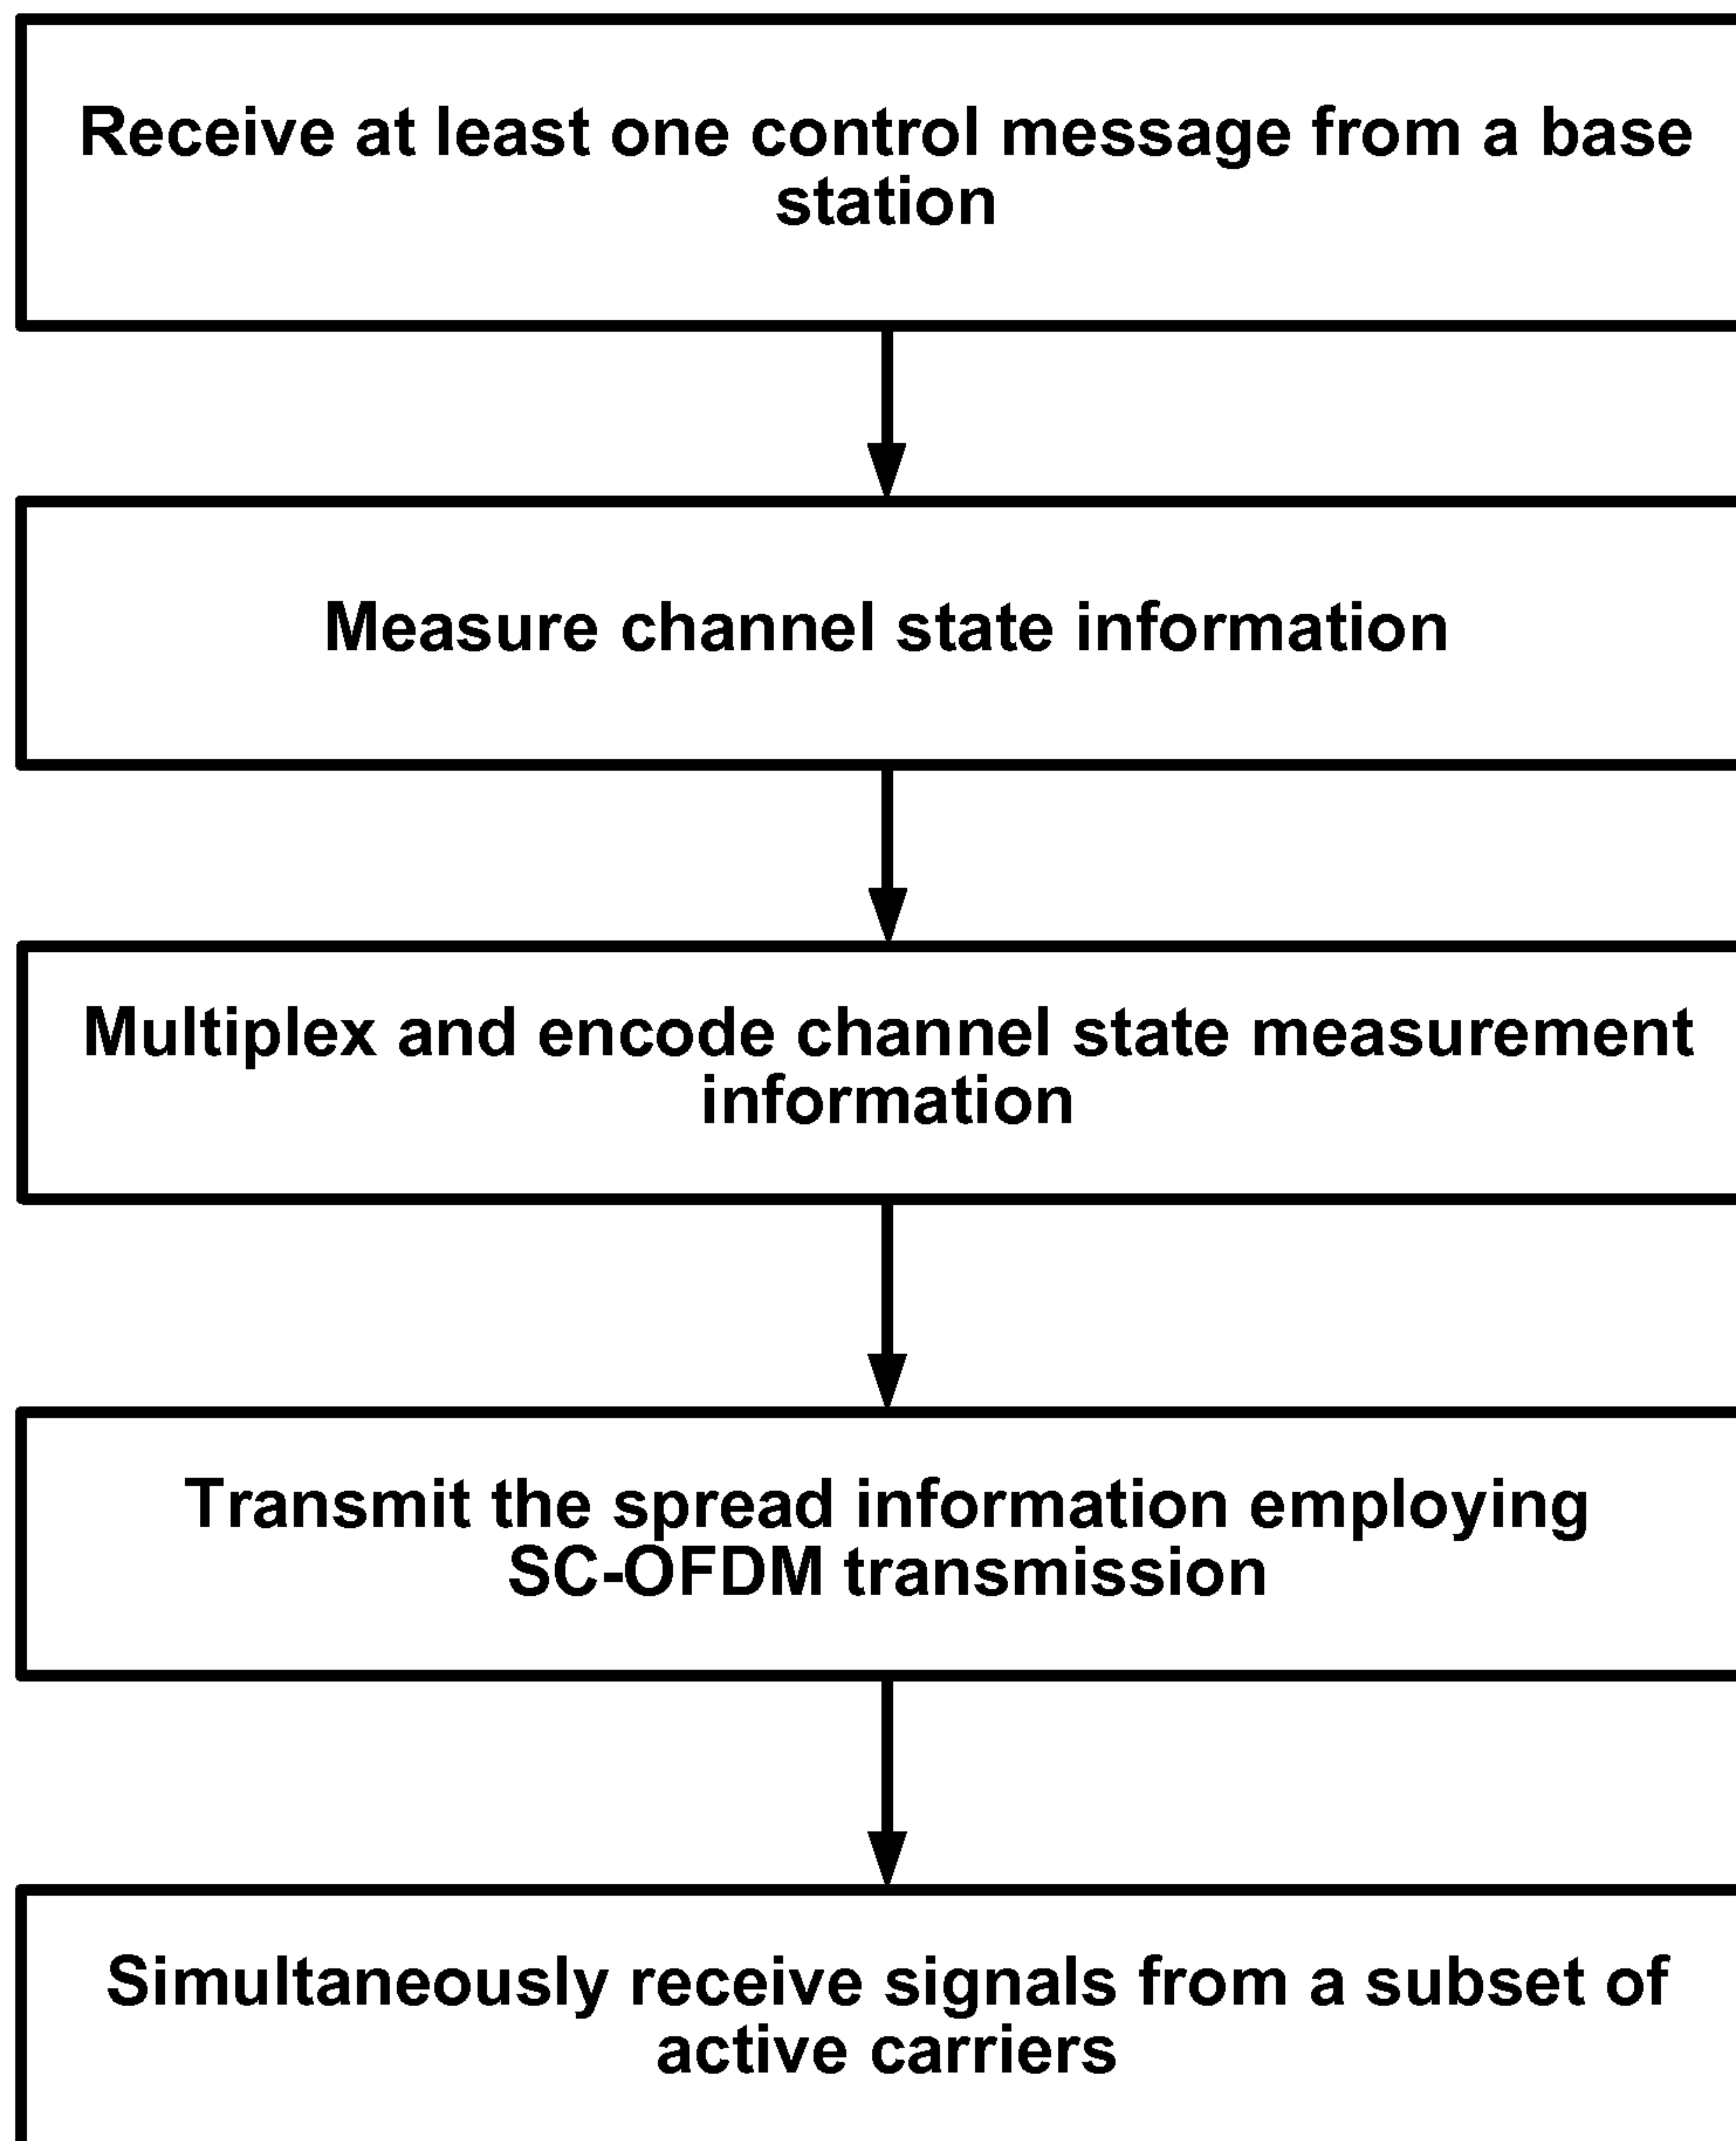 Receive at least one control message from a base
station
Measure channel state information
Multiplex and encode channel state measurement
information
Transmit the spread information employing
SC-OFDM transmission
Simultaneously receive signals from a subset of
active carriers